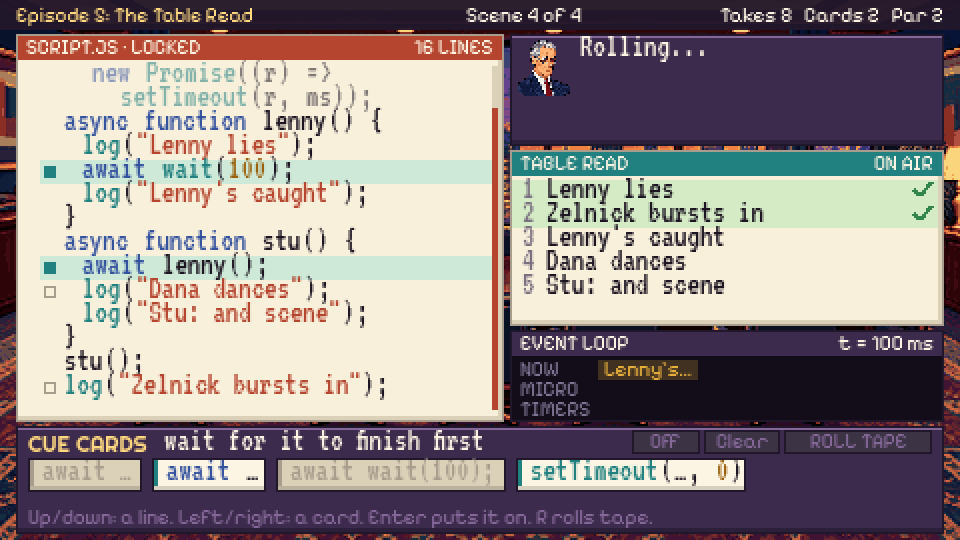 Episode S: The Table Read
Scene 4 of 4
Takes 8 Cards 2 Par 2
SCRIPT.JS · LOCKED
16 LINES
new Promise((r) =>
setTimeout(r, ms));
async function lenny() {
log("Lenny lies");
await wait(100);
log("Lenny's caught");
}
async function stu() {
await lenny();
log("Dana dances");
log("Stu: and scene");
}
stu();
log("Zelnick bursts in");
Rolling...
TABLE READ
ON AIR
1 Lenny lies
2 Zelnick bursts in
3 Lenny's caught
4 Dana dances
5 Stu: and scene
EVENT LOOP
t = 100 ms
NOW Lenny's…
MICRO
TIMERS
CUE CARDS wait for it to finish first
Off
Clear
ROLL TAPE
await …
await …
await wait(100);
setTimeout(…, 0)
Up/down: a line. Left/right: a card. Enter puts it on. R rolls tape.